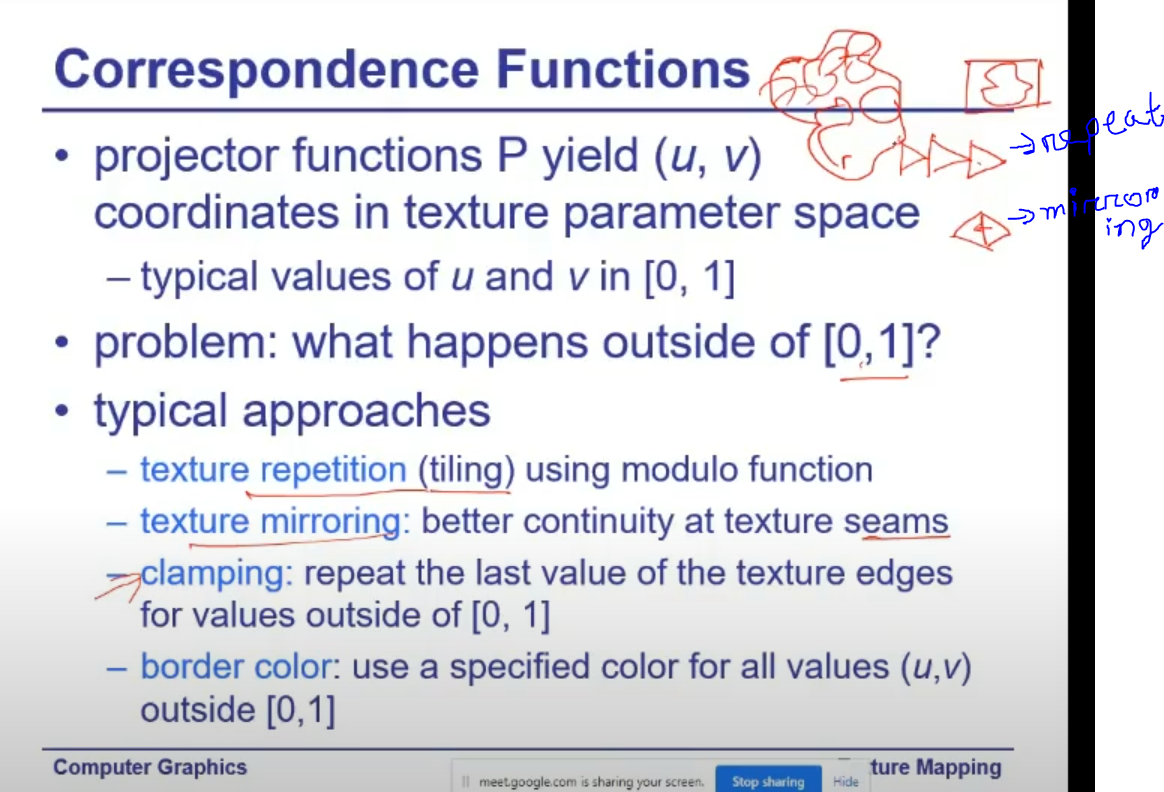 Correspondence Functions
→ repeat
• projector functions P yield (u, v)
coordinates in texture parameter space
→ mirror
ing
– typical values of u and v in [0, 1]
• problem: what happens outside of [0,1]?
• typical approaches
– texture repetition (tiling) using modulo function
– texture mirroring: better continuity at texture seams
– clamping: repeat the last value of the texture edges
for values outside of [0, 1]
– border color: use a specified color for all values (u,v)
outside [0,1]
Computer Graphics
ture Mapping
meet.google.com is sharing your screen.
Stop sharing
Hide